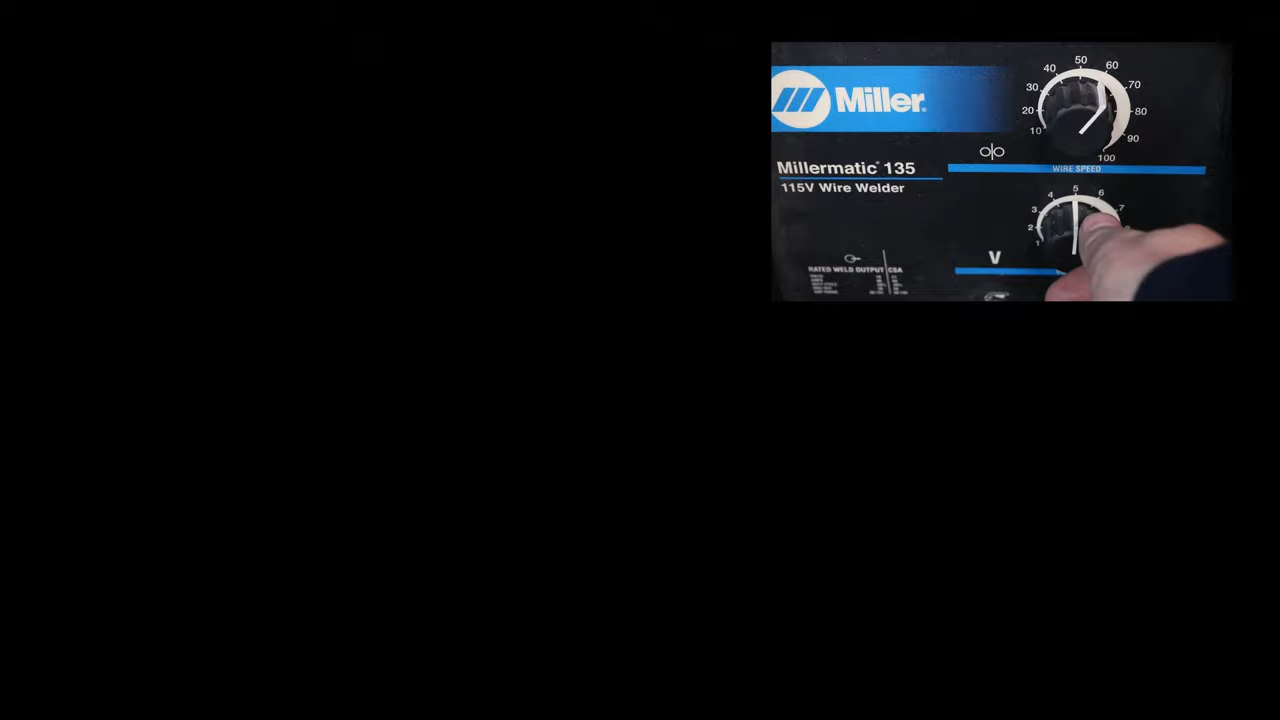 Miller®
Millermatic® 135
115V Wire Welder
10 20 30 40 50 60 70 80 90 100
WIRE SPEED
1 2 3 4 5 6 7
V
RATED WELD OUTPUT CSA